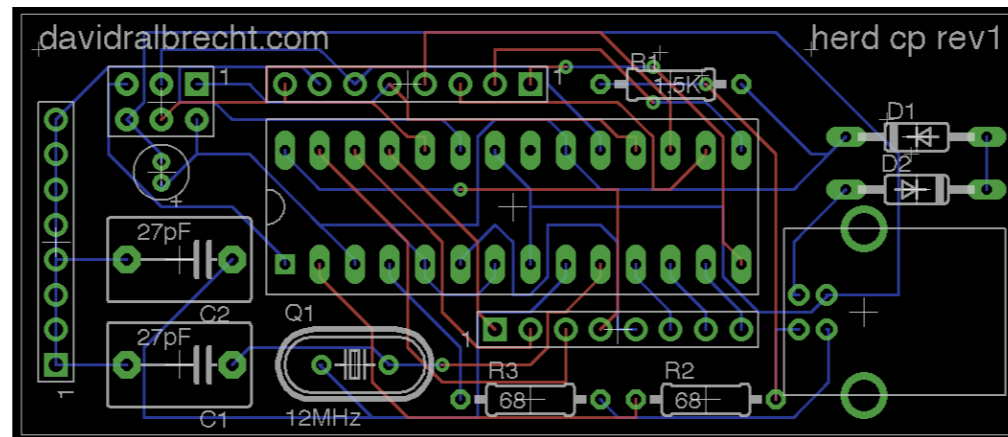 davidralbrecht.com
herd cp rev1
1
1
R1
1.5K
D1
D2
+
27pF
C2
Q1
27pF
1
R3
R2
68
68
1
C1
12MHz